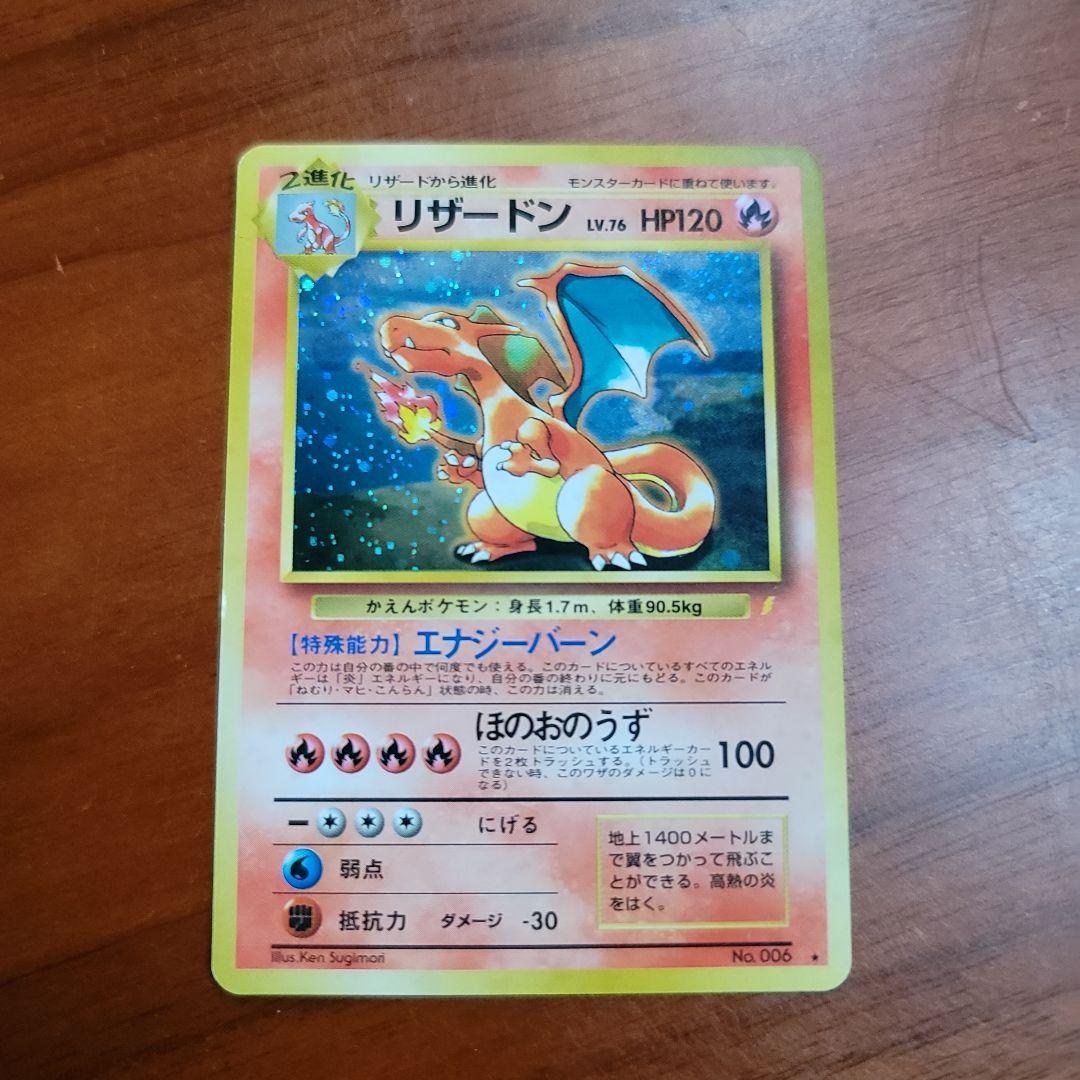 2進化 リザードから進化 モンスターカードに重ねて使います。
リザードン LV.76 HP120
かえんポケモン：身長1.7m、体重90.5kg
【特殊能力】エナジーバーン
この力は自分の番の中で何度でも使える。このカードについているすべてのエネル
ギーは「炎」エネルギーになり、自分の番の終わりに元にもどる。このカードが
「ねむり・マヒ・こんらん」状態の時、この力は消える。
ほのおのうず
このカードについているエネルギーカー
ドを2枚トラッシュする。（トラッシュ
できない時、このワザのダメージは0に
なる）
100
にげる
弱点
抵抗力 ダメージ -30
地上1400メートルま
で翼をつかって飛ぶこ
とができる。高熱の炎
をはく。
Illus.Ken Sugimori
No. 006 ★